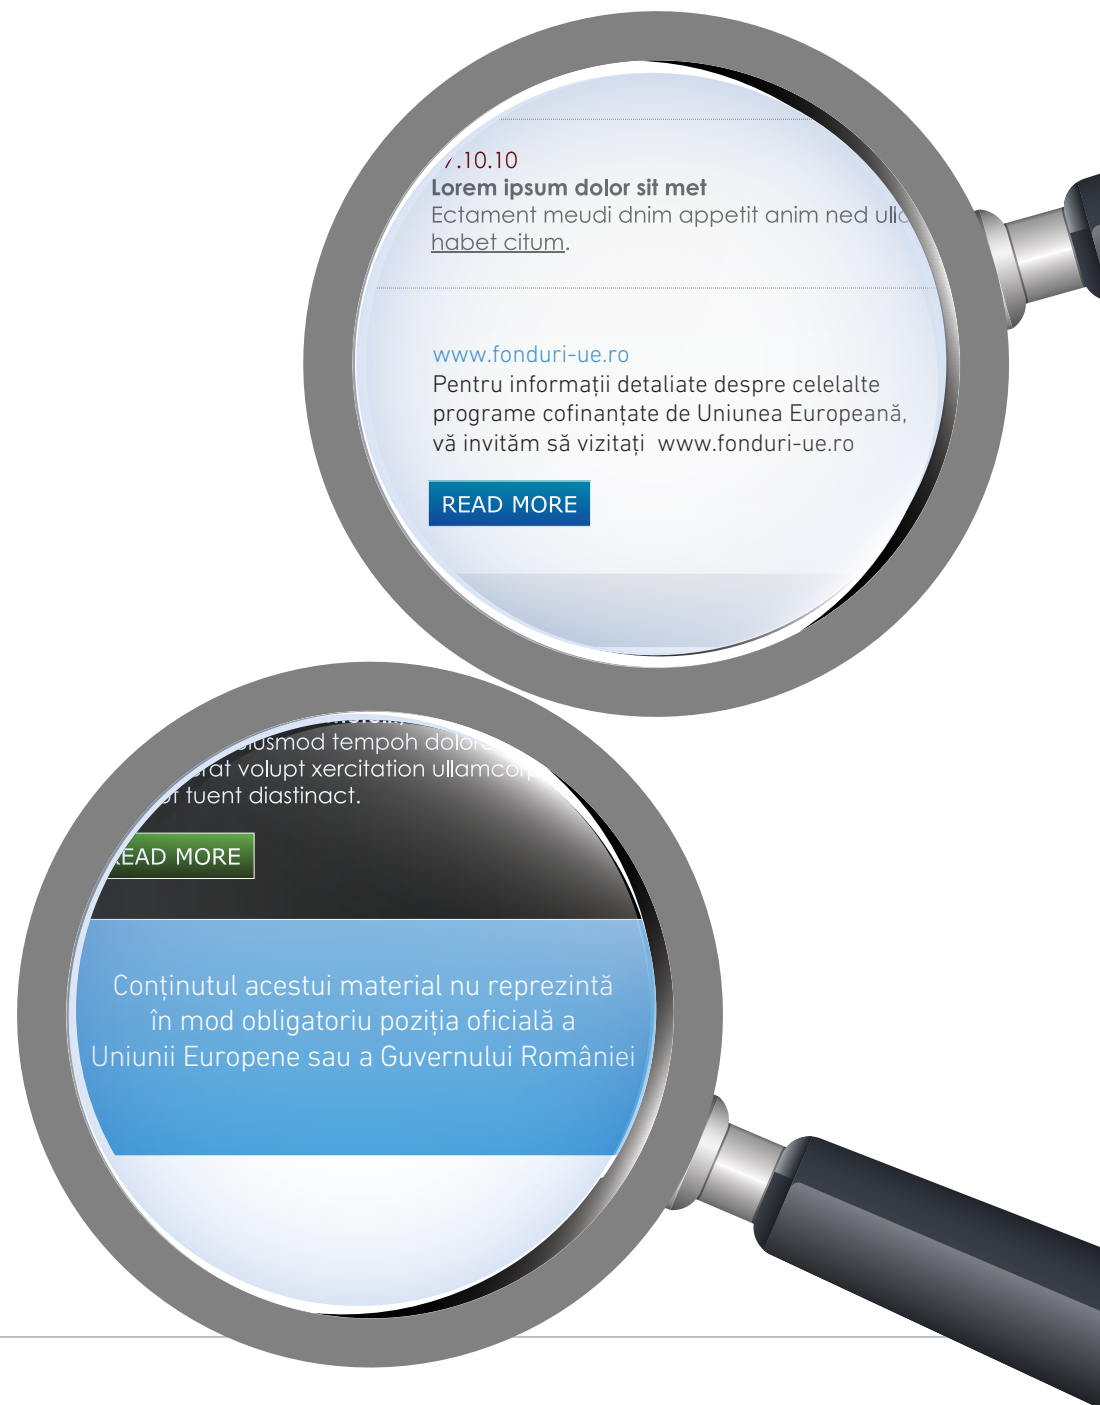 .10.10
Lorem ipsum dolor sit met
Ectament meudi dnim appetit anim ned
habet citum.
www.fonduri-ue.ro
Pentru informații detaliate despre celelalte
programe cofinanțate de Uniunea Europeană,
vă invităm să vizitați www.fonduri-ue.ro
READ MORE
tempoh
volupt xercitation
tuent diastinact.
READ MORE
Conținutul acestui material nu reprezintă
în mod obligatoriu poziția oficială a
Uniunii Europene sau a Guvernului României